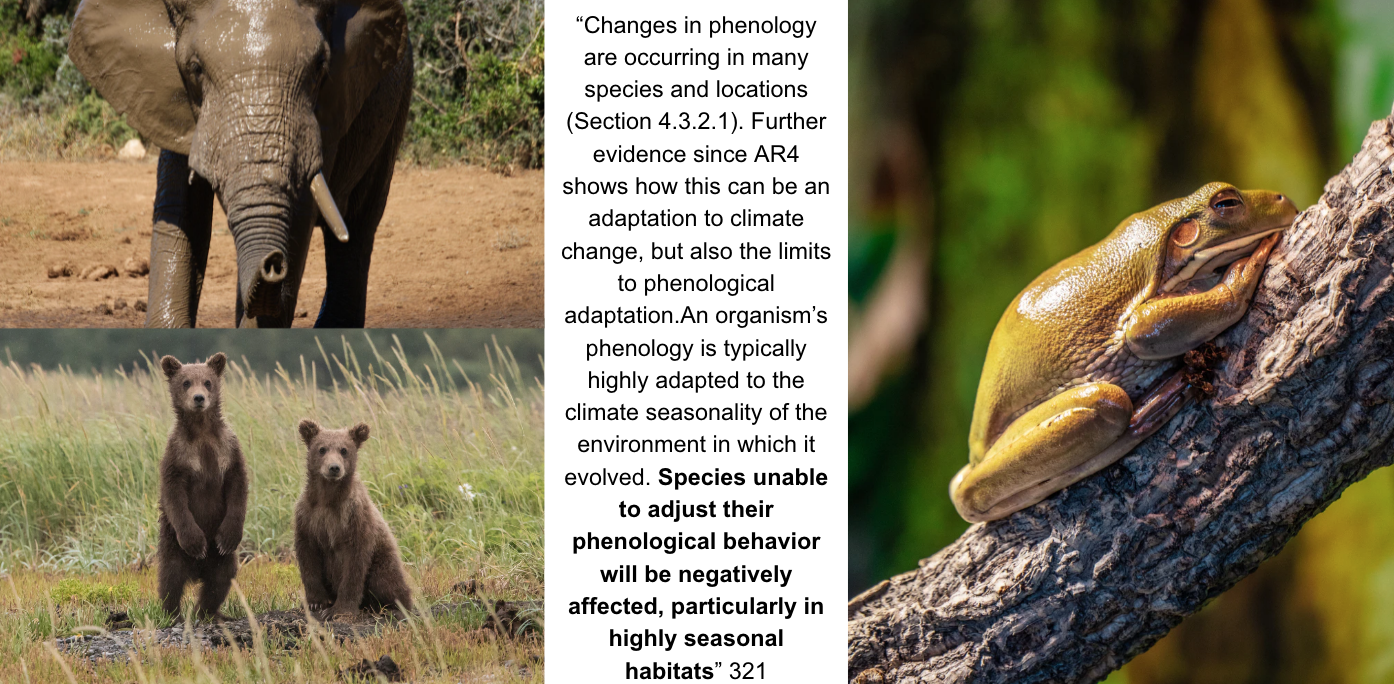 “Changes in phenology
are occurring in many
species and locations
(Section 4.3.2.1). Further
evidence since AR4
shows how this can be an
adaptation to climate
change, but also the limits
to phenological
adaptation.An organism’s
phenology is typically
highly adapted to the
climate seasonality of the
environment in which it
evolved. Species unable
to adjust their
phenological behavior
will be negatively
affected, particularly in
highly seasonal
habitats” 321